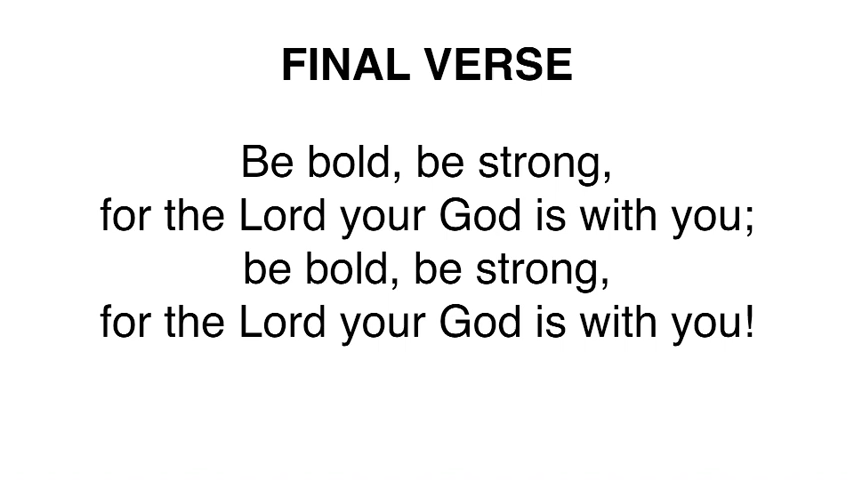 FINAL VERSE
Be bold, be strong,
for the Lord your God is with you;
be bold, be strong,
for the Lord your God is with you!